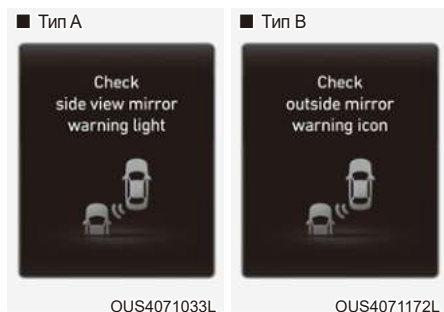 ■ Тип A
Check
side view mirror
warning light
OUS4071033L
■ Тип B
Check
outside mirror
warning icon
OUS4071172L